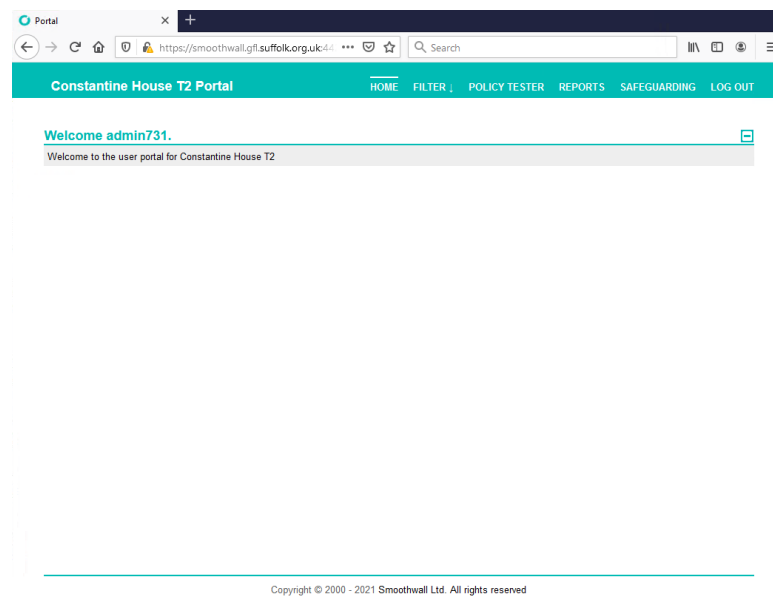 Portal
https://smoothwall.gfl.suffolk.org.uk:44
Search
Constantine House T2 Portal
HOME FILTER ↓ POLICY TESTER REPORTS SAFEGUARDING LOG OUT
Welcome admin731.
Welcome to the user portal for Constantine House T2
Copyright © 2000 - 2021 Smoothwall Ltd. All rights reserved